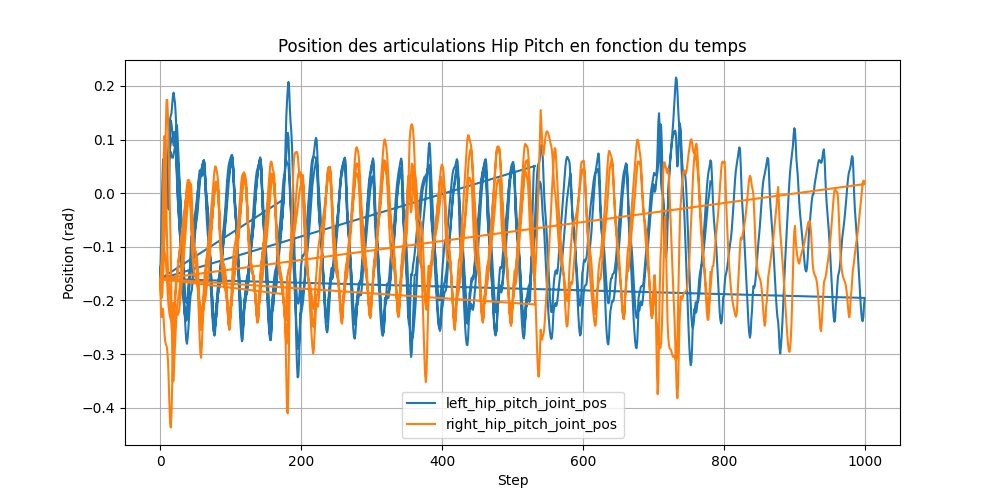 Position des articulations Hip Pitch en fonction du temps
Position (rad)
0.2
0.1
0.0
−0.1
−0.2
−0.3
−0.4
left_hip_pitch_joint_pos
right_hip_pitch_joint_pos
0 200 400 600 800 1000
Step